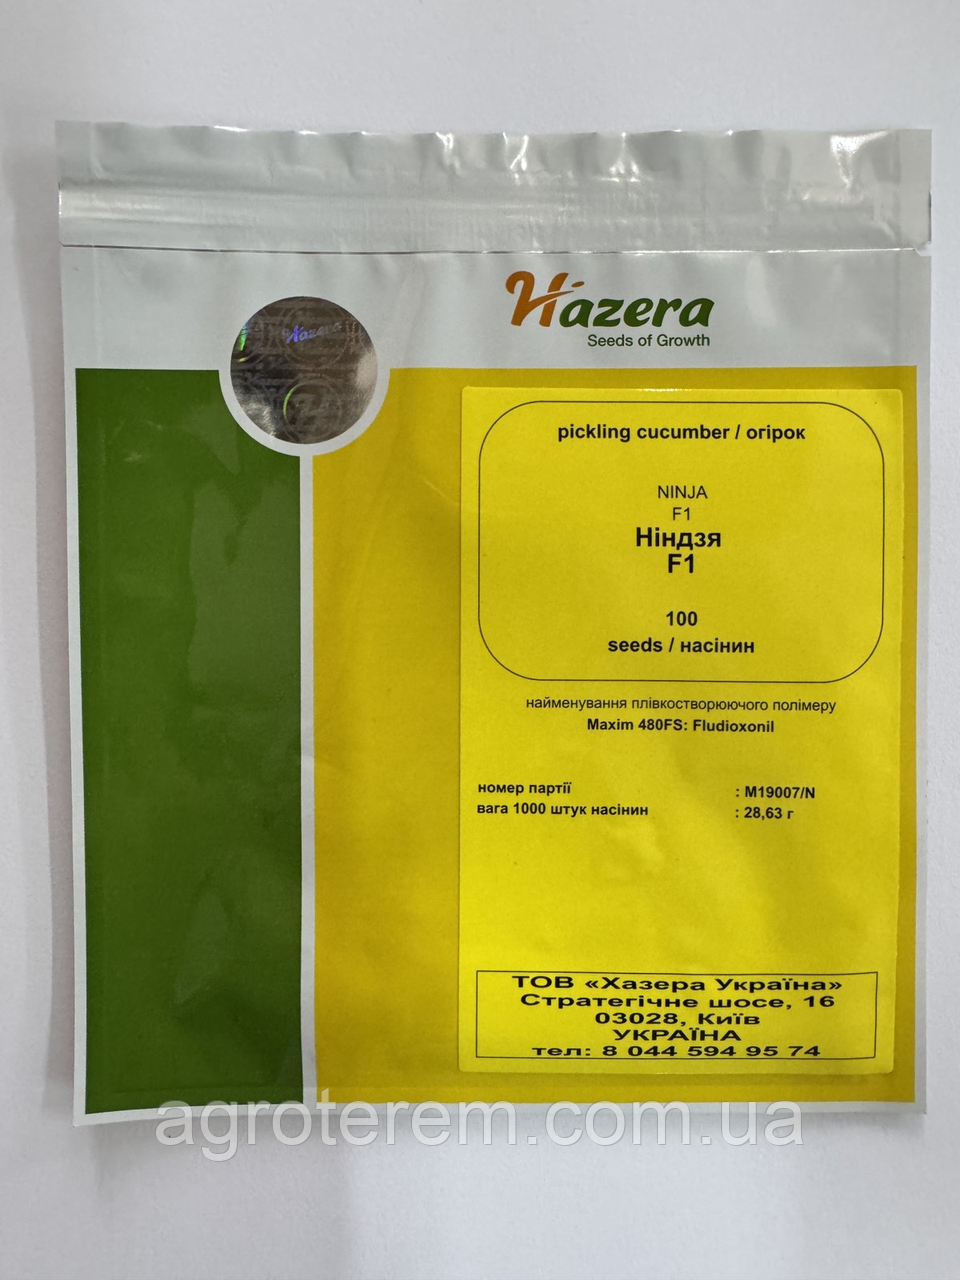 Hazera
Seeds of Growth
Hazera
pickling cucumber / огірок
NINJA
F1
Ніндзя
F1
100
seeds / насінин
найменування плівкостворюючого полімеру
Maxim 480FS: Fludioxonil
номер партії : M19007/N
вага 1000 штук насінин : 28,63 г
ТОВ «Хазера Україна»
Стратегічне шосе, 16
03028, Київ
УКРАЇНА
тел: 8 044 594 95 74
agroterem.com.ua